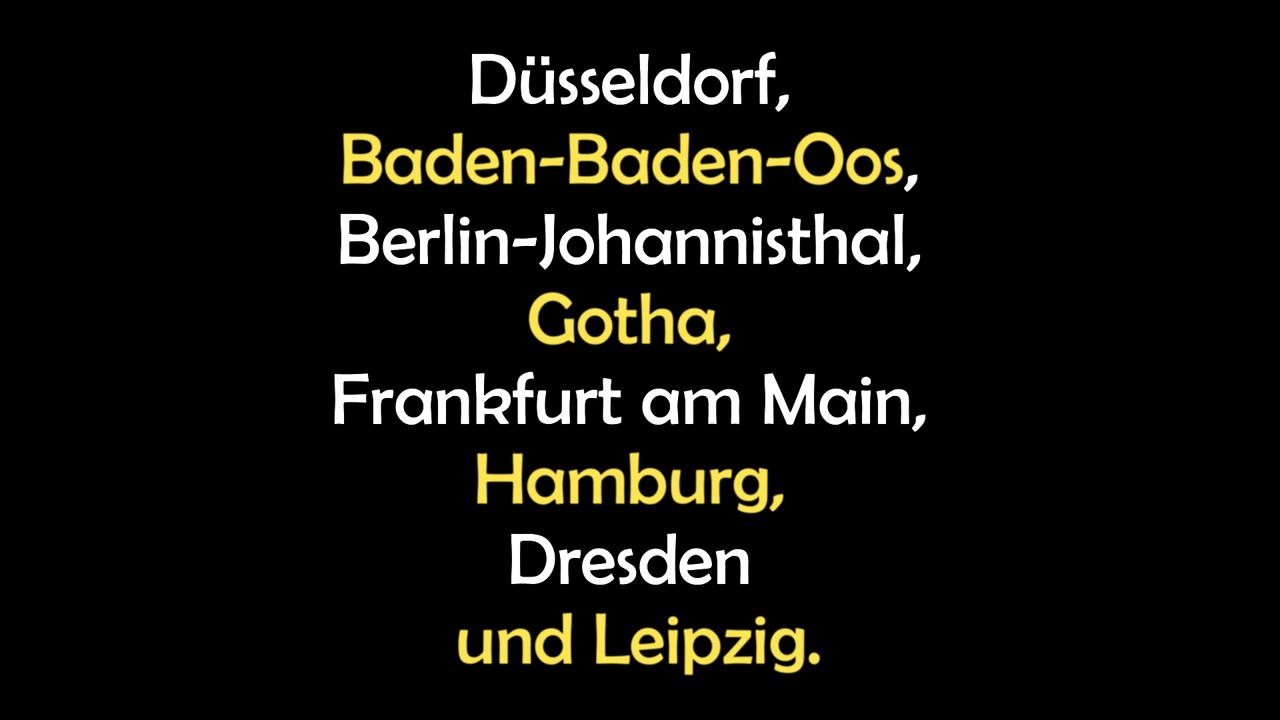 Düsseldorf,
Baden-Baden-Oos,
Berlin-Johannisthal,
Gotha,
Frankfurt am Main,
Hamburg,
Dresden
und Leipzig.